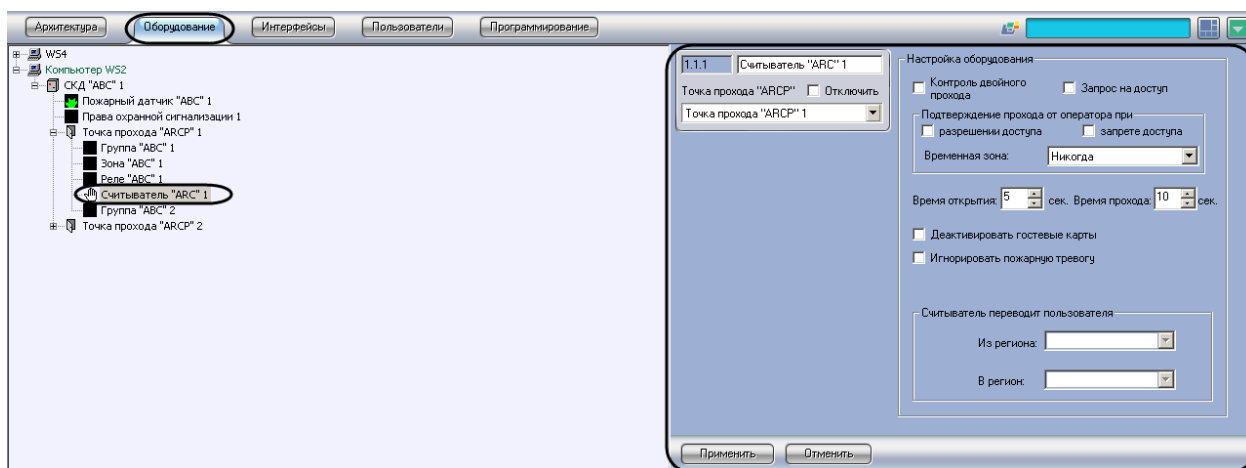 Архитектура Оборудование Интерфейсы Пользователи Программирование
WS4
Компьютер WS2
СКД "ABC" 1
Пожарный датчик "ABC" 1
Права охранной сигнализации 1
Точка прохода "ARCP" 1
Группа "ABC" 1
Зона "ABC" 1
Реле "ABC" 1
Считыватель "ARC" 1
Группа "ABC" 2
Точка прохода "ARCP" 2
1.1.1 Считыватель "ARC" 1
Точка прохода "ARCP" Отключить
Точка прохода "ARCP" 1
Настройка оборудования
Контроль двойного прохода
Запрос на доступ
Подтверждение прохода от оператора при
разрешении доступа запрете доступа
Временная зона: Никогда
Время открытия: 5 сек. Время прохода: 10 сек.
Деактивировать гостевые карты
Игнорировать пожарную тревогу
Считыватель переводит пользователя
Из региона:
В регион:
Применить Отменить